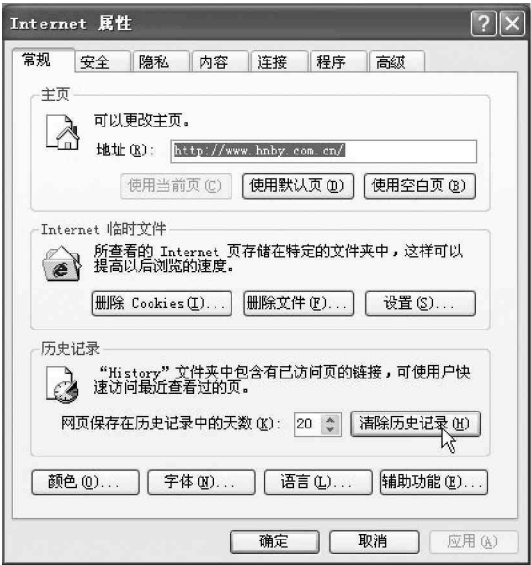 Internet 属性
常规 安全 隐私 内容 连接 程序 高级
主页
可以更改主页。
地址(R): http://www.hnby.com.cn/
使用当前页(C) 使用默认页(D) 使用空白页(B)
Internet 临时文件
所查看的 Internet 页存储在特定的文件夹中，这样可以
提高以后浏览的速度。
删除 Cookies(I)... 删除文件(F)... 设置(S)...
历史记录
“History”文件夹中包含有已访问页的链接，可使用户快
速访问最近查看过的页。
网页保存在历史记录中的天数(K): 20 清除历史记录(H)
颜色(O)... 字体(N)... 语言(L)... 辅助功能(E)...
确定 取消 应用(A)